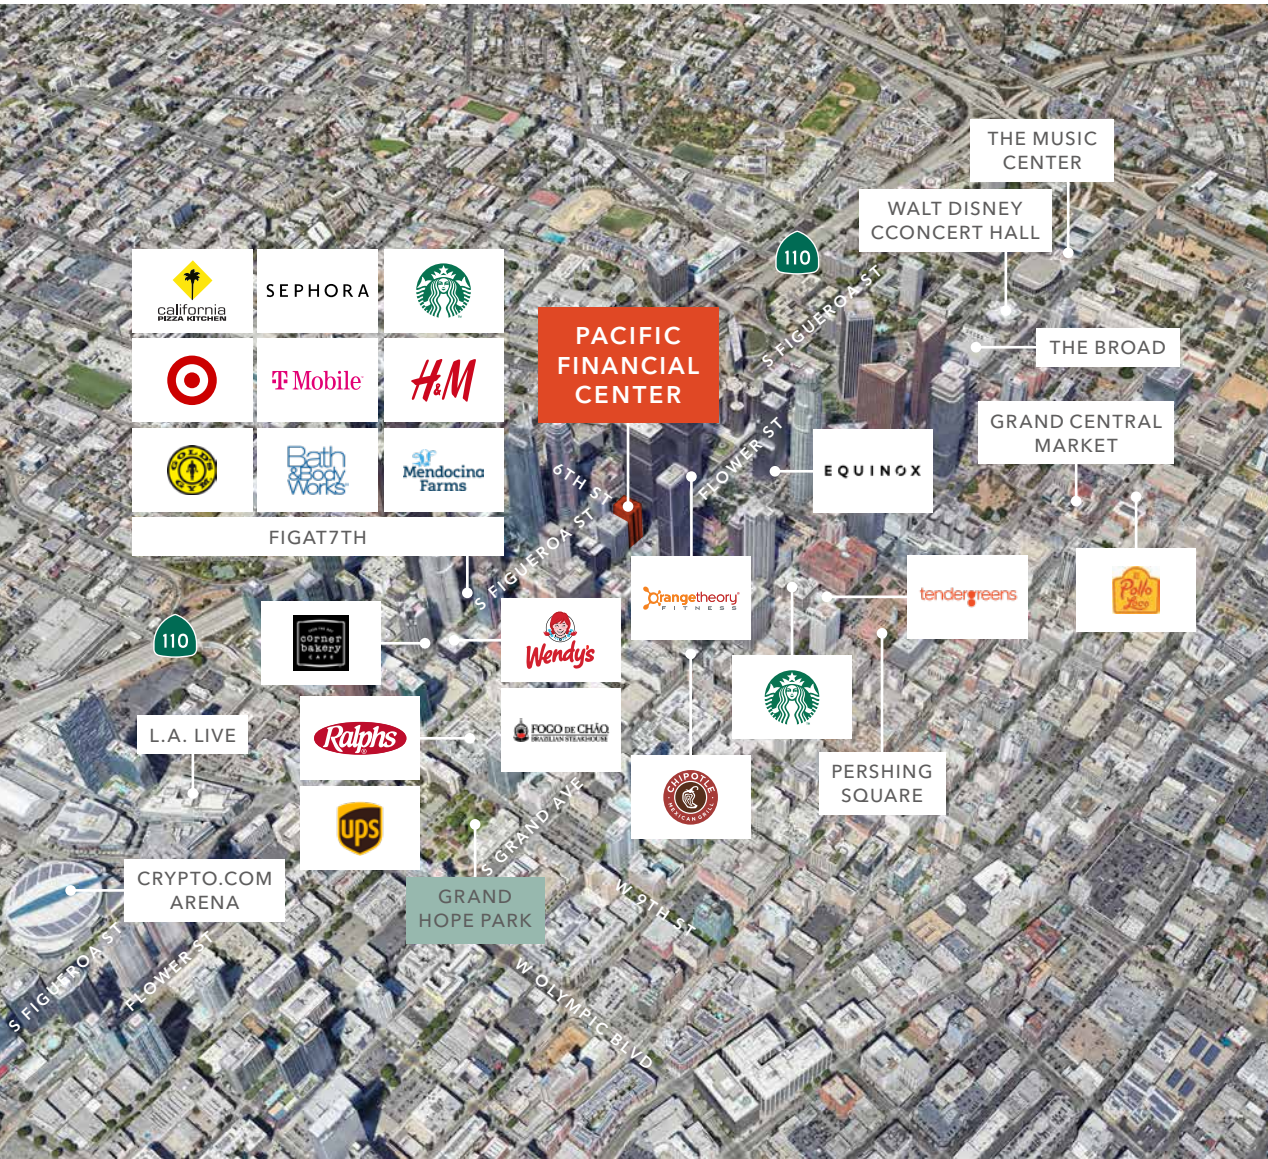 THE MUSIC
CENTER
WALT DISNEY
CCONCERT HALL
110
S FIGUEROA ST
california
PIZZA KITCHEN
SEPHORA
T Mobile
H&M
GOLD'S
GYM
Bath
&Body
Works
Mendocino
Farms
FIGAT7TH
PACIFIC
FINANCIAL
CENTER
THE BROAD
GRAND CENTRAL
MARKET
FLOWER ST
EQUINOX
6TH ST
S FIGUEROA ST
Orangetheory
FITNESS
tendergreens
El
Pollo
Loco
110
corner
bakery
CAFE
Wendy's
FOGO DE CHÃO
BRAZILIAN STEAKHOUSE
Ralphs
L.A. LIVE
ups
CHIPOTLE
MEXICAN GRILL
PERSHING
SQUARE
S GRAND AVE
CRYPTO.COM
ARENA
GRAND
HOPE PARK
W 9TH ST
S FIGUEROA ST
FLOWER ST
W OLYMPIC BLVD